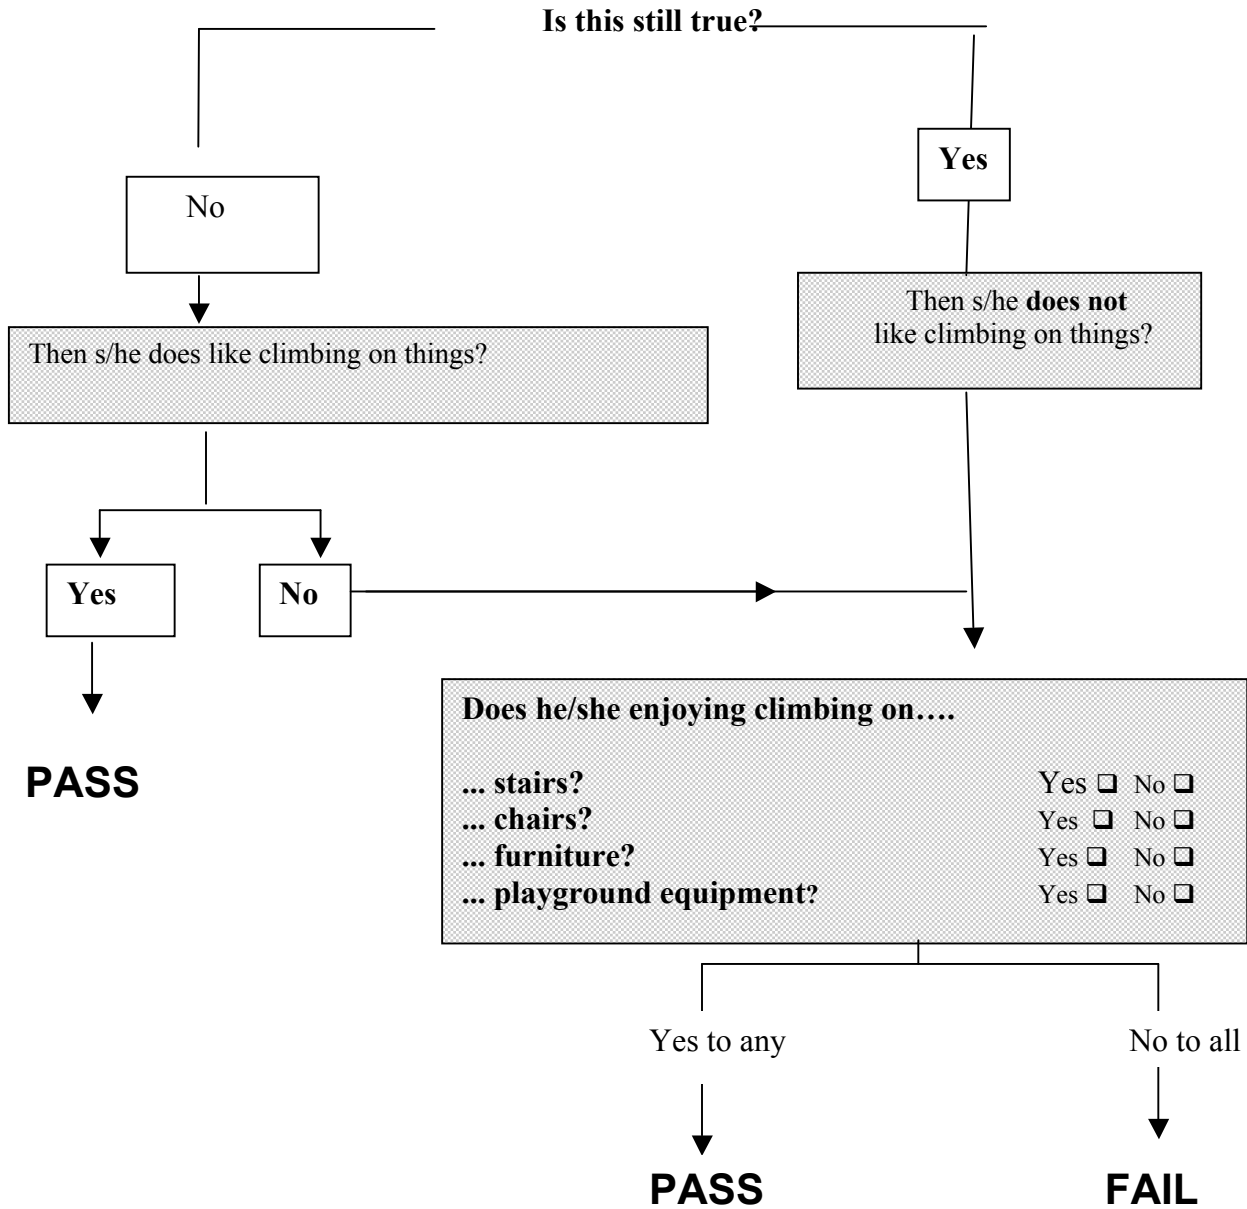 Is this still true?
Yes
No
Then s/he does not
like climbing on things?
Then s/he does like climbing on things?
Yes
No
Does he/she enjoying climbing on….
... stairs? Yes ❑ No ❑
... chairs? Yes ❑ No ❑
... furniture? Yes ❑ No ❑
... playground equipment? Yes ❑ No ❑
PASS
Yes to any
No to all
PASS
FAIL